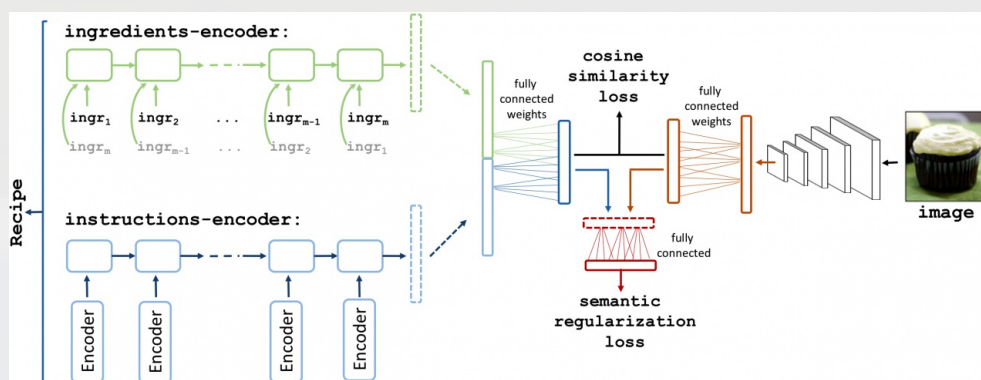 ingredients-encoder:
ingr1 ingr2 ... ingrm-1 ingrm
ingrm ingrm-1 ... ingr2 ingr1
Recipe
instructions-encoder:
Encoder
Encoder
Encoder
Encoder
fully
connected
weights
cosine
similarity
loss
fully
connected
weights
image
fully
connected
semantic
regularization
loss